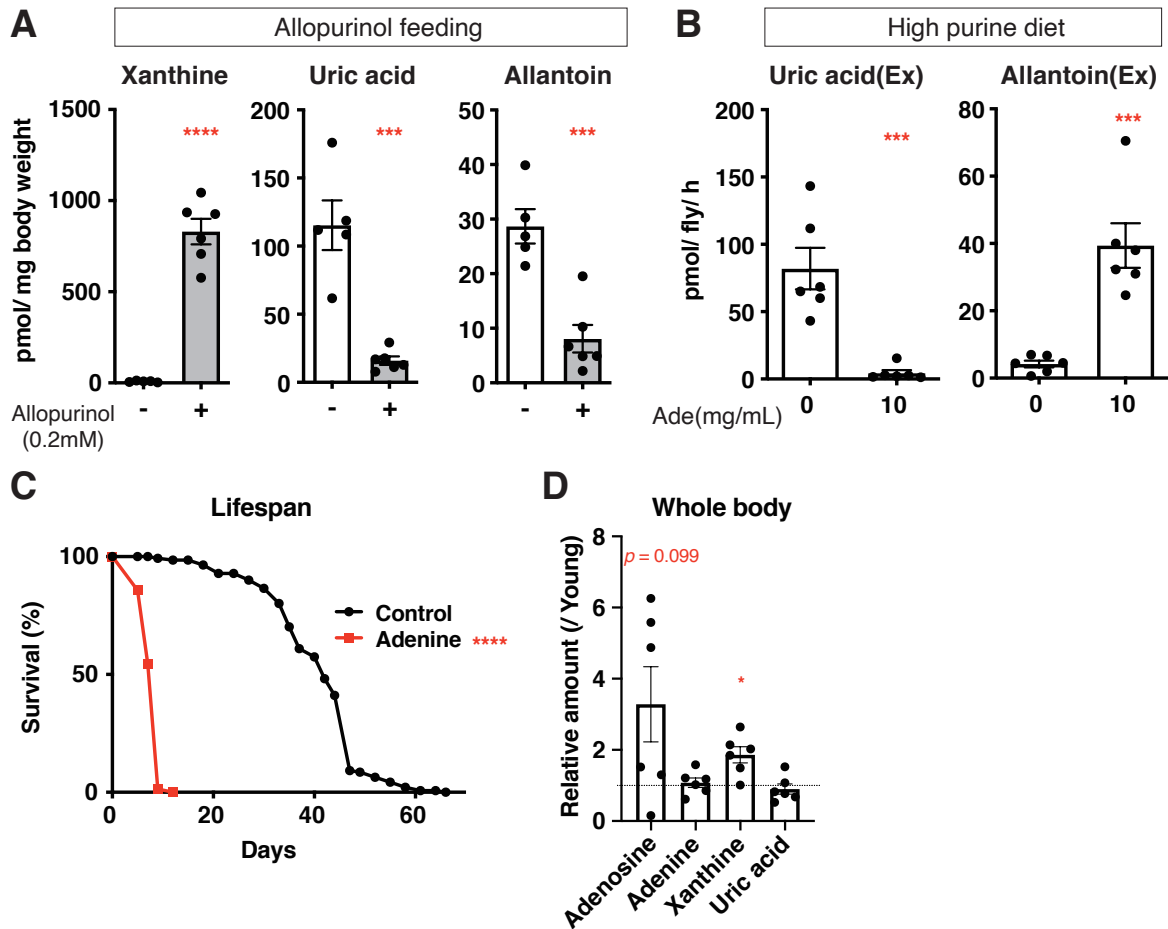 A
Allopurinol feeding
Xanthine
Uric acid
Allantoin
pmol/ mg body weight
1500
1000
500
0
200
150
100
50
0
50
40
30
20
10
0
****
***
***
Allopurinol
(0.2mM)
- +
- +
- +
B
High purine diet
Uric acid(Ex)
Allantoin(Ex)
pmol/ fly/ h
200
150
100
50
0
80
60
40
20
0
***
***
Ade(mg/mL)
0 10
0 10
C
Lifespan
Survival (%)
100
50
0
Control
Adenine ****
0 20 40 60
Days
D
Whole body
Relative amount (/ Young)
8
6
4
2
0
p = 0.099
*
Adenosine
Adenine
Xanthine
Uric acid